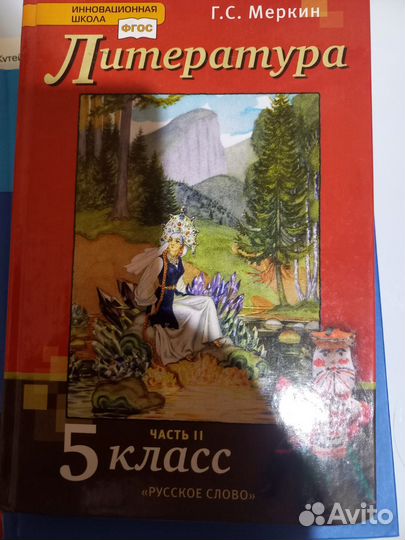 ИННОВАЦИОННАЯ
ШКОЛА
ФГОС
Г.С. Меркин
Литература
ЧАСТЬ II
5 класс
«РУССКОЕ СЛОВО»
Avito